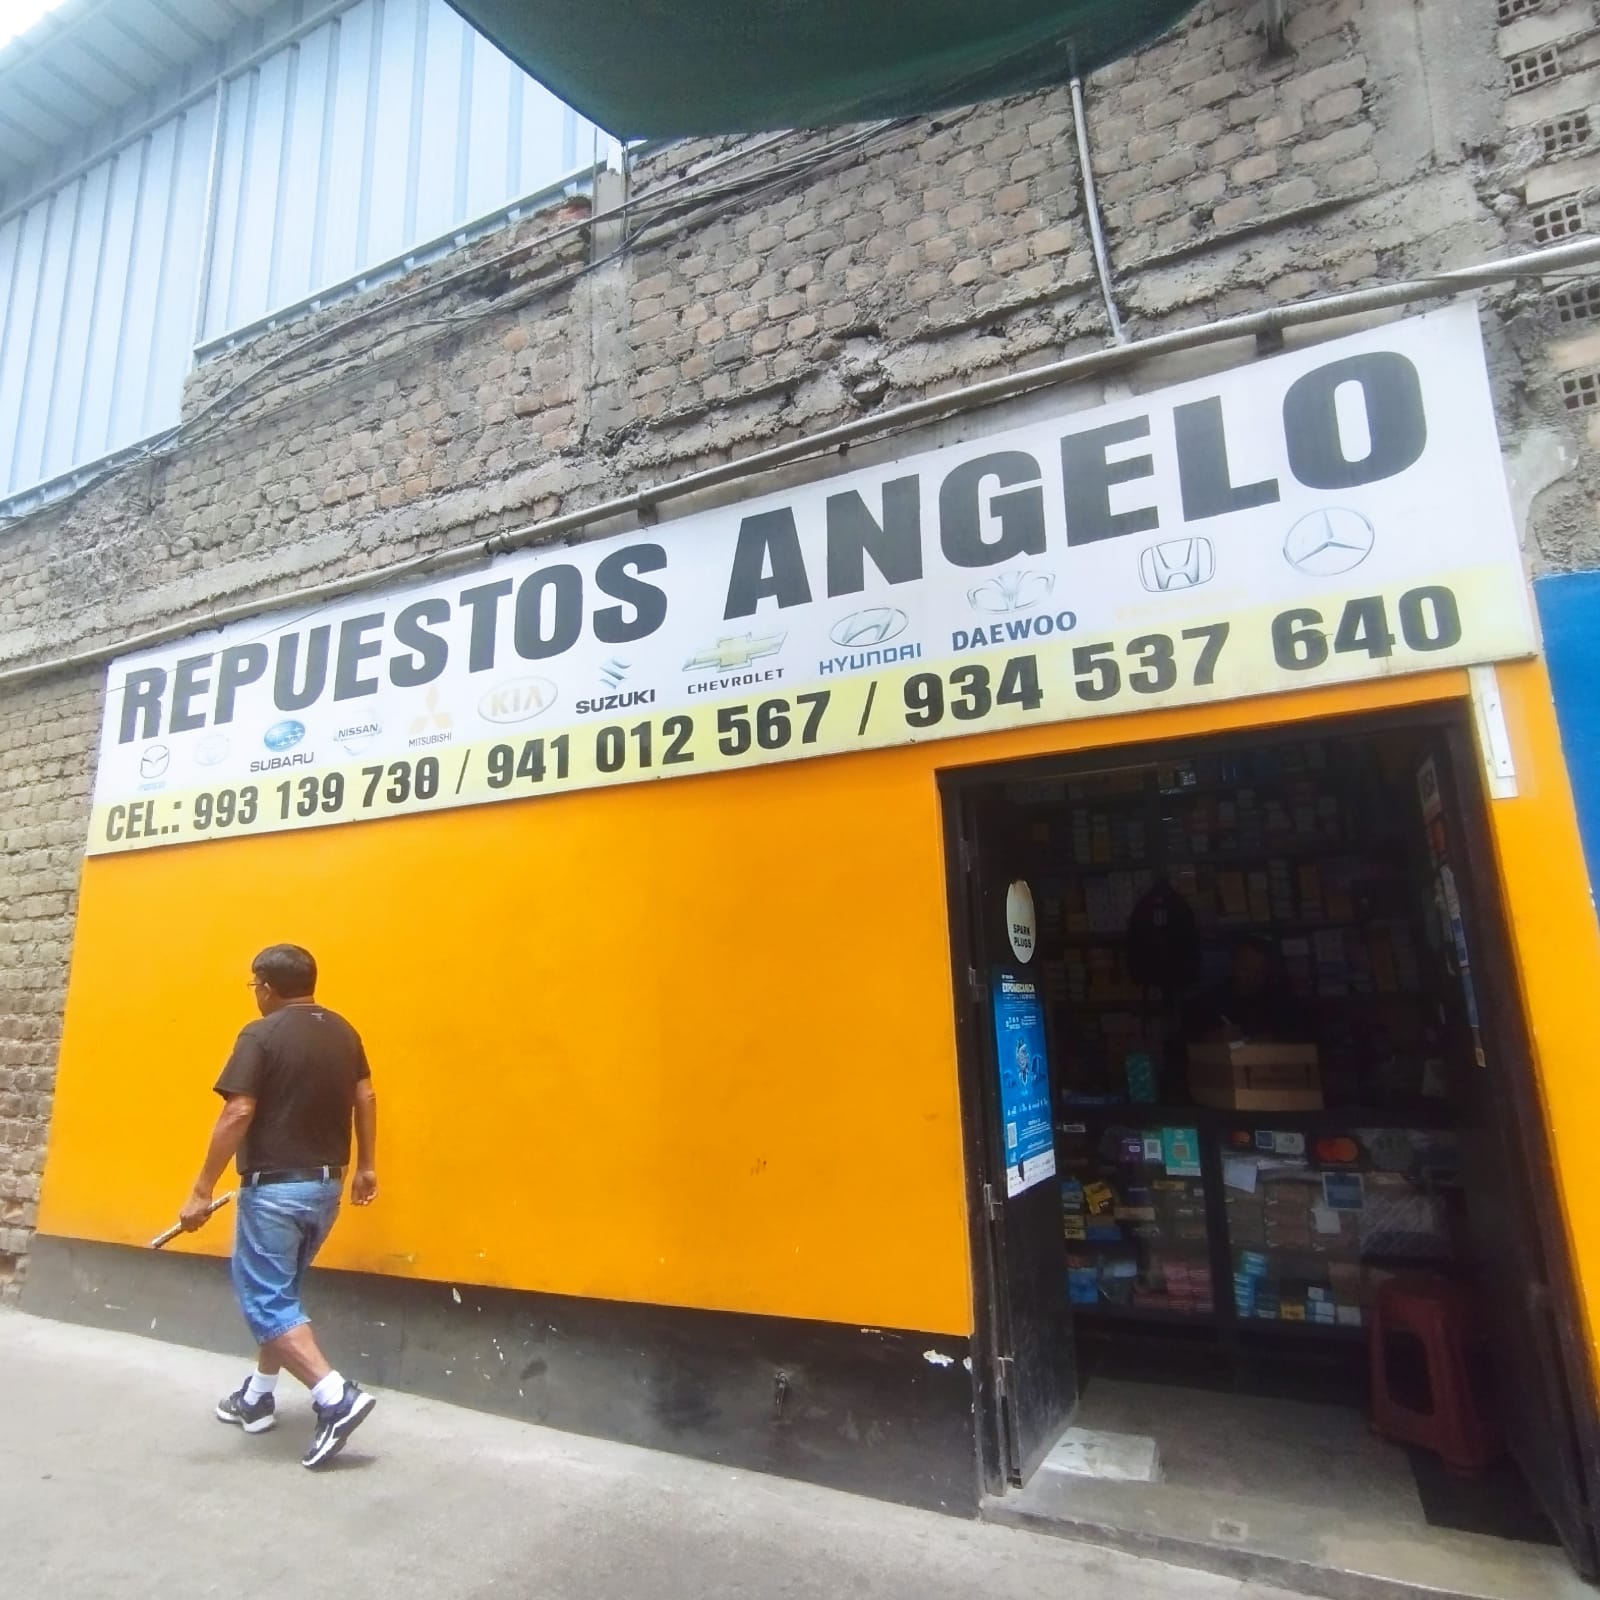 REPUESTOS ANGELO
SUBARU
NISSAN
MITSUBISHI
KIA
SUZUKI
CHEVROLET
HYUNDAI
DAEWOO
CEL.: 993 139 738 / 941 012 567 / 934 537 640
SPARK
PLUGS
EXPOMECANICA